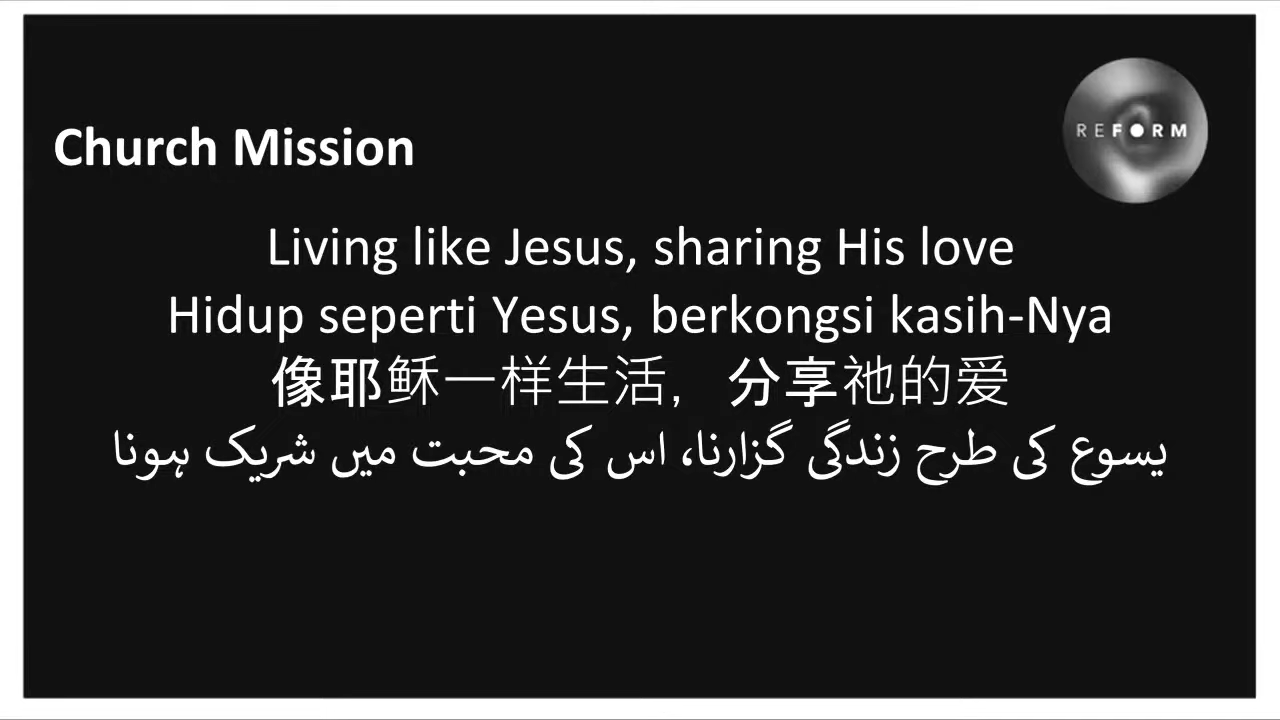 REFORM
Church Mission
Living like Jesus, sharing His love
Hidup seperti Yesus, berkongsi kasih-Nya
像耶稣一样生活，分享祂的爱
یسوع کی طرح زندگی گزارنا، اس کی محبت میں شریک ہونا